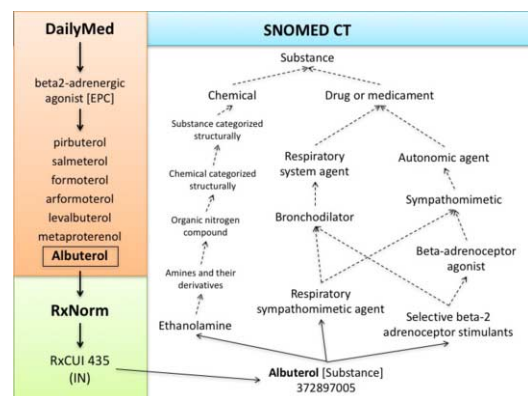 DailyMed
beta2-adrenergic
agonist [EPC]
pirbuterol
salmeterol
formoterol
arformoterol
levalbuterol
metaproterenol
Albuterol
RxNorm
RxCUI 435
(IN)
SNOMED CT
Substance
Chemical
Drug or medicament
Substance categorized
structurally
Respiratory
system agent
Autonomic agent
Chemical categorized
structurally
Sympathomimetic
Organic nitrogen
compound
Bronchodilator
Beta-adrenoceptor
agonist
Amines and their
derivatives
Respiratory
sympathomimetic agent
Selective beta-2
adrenoceptor stimulants
Ethanolamine
Albuterol [Substance]
372897005